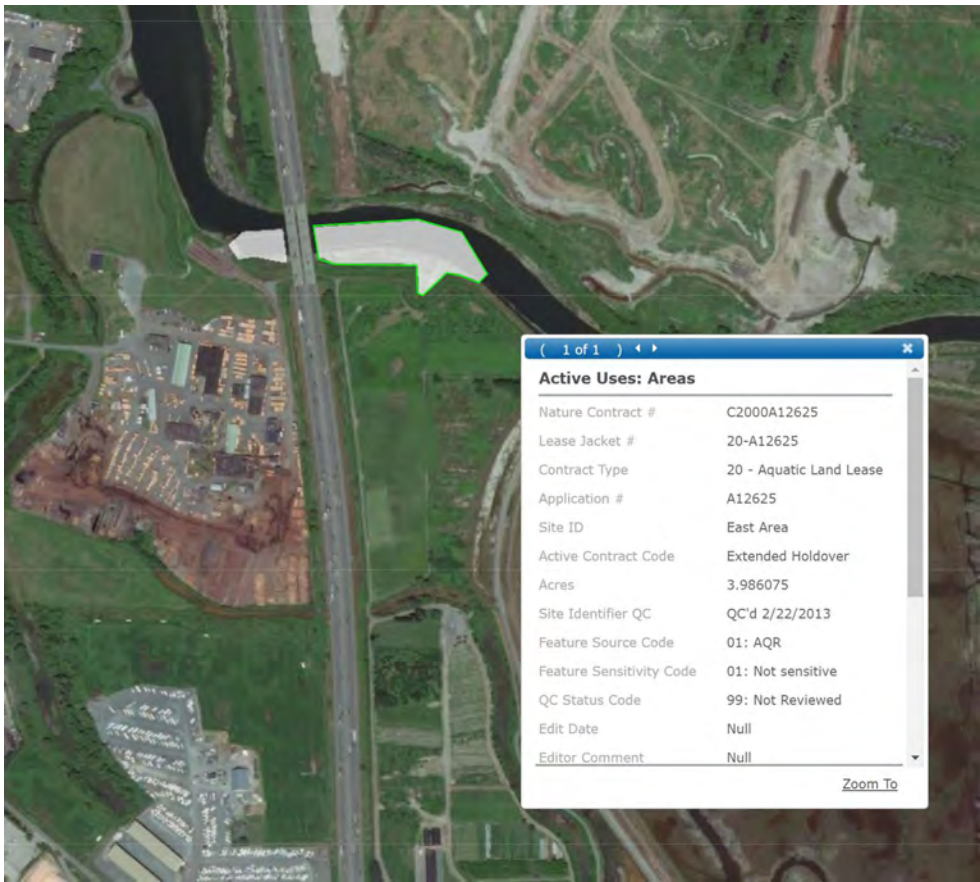 ( 1 of 1 )
Active Uses: Areas
Nature Contract # C2000A12625
Lease Jacket # 20-A12625
Contract Type 20 - Aquatic Land Lease
Application # A12625
Site ID East Area
Active Contract Code Extended Holdover
Acres 3.986075
Site Identifier QC QC'd 2/22/2013
Feature Source Code 01: AQR
Feature Sensitivity Code 01: Not sensitive
QC Status Code 99: Not Reviewed
Edit Date Null
Editor Comment Null
Zoom To